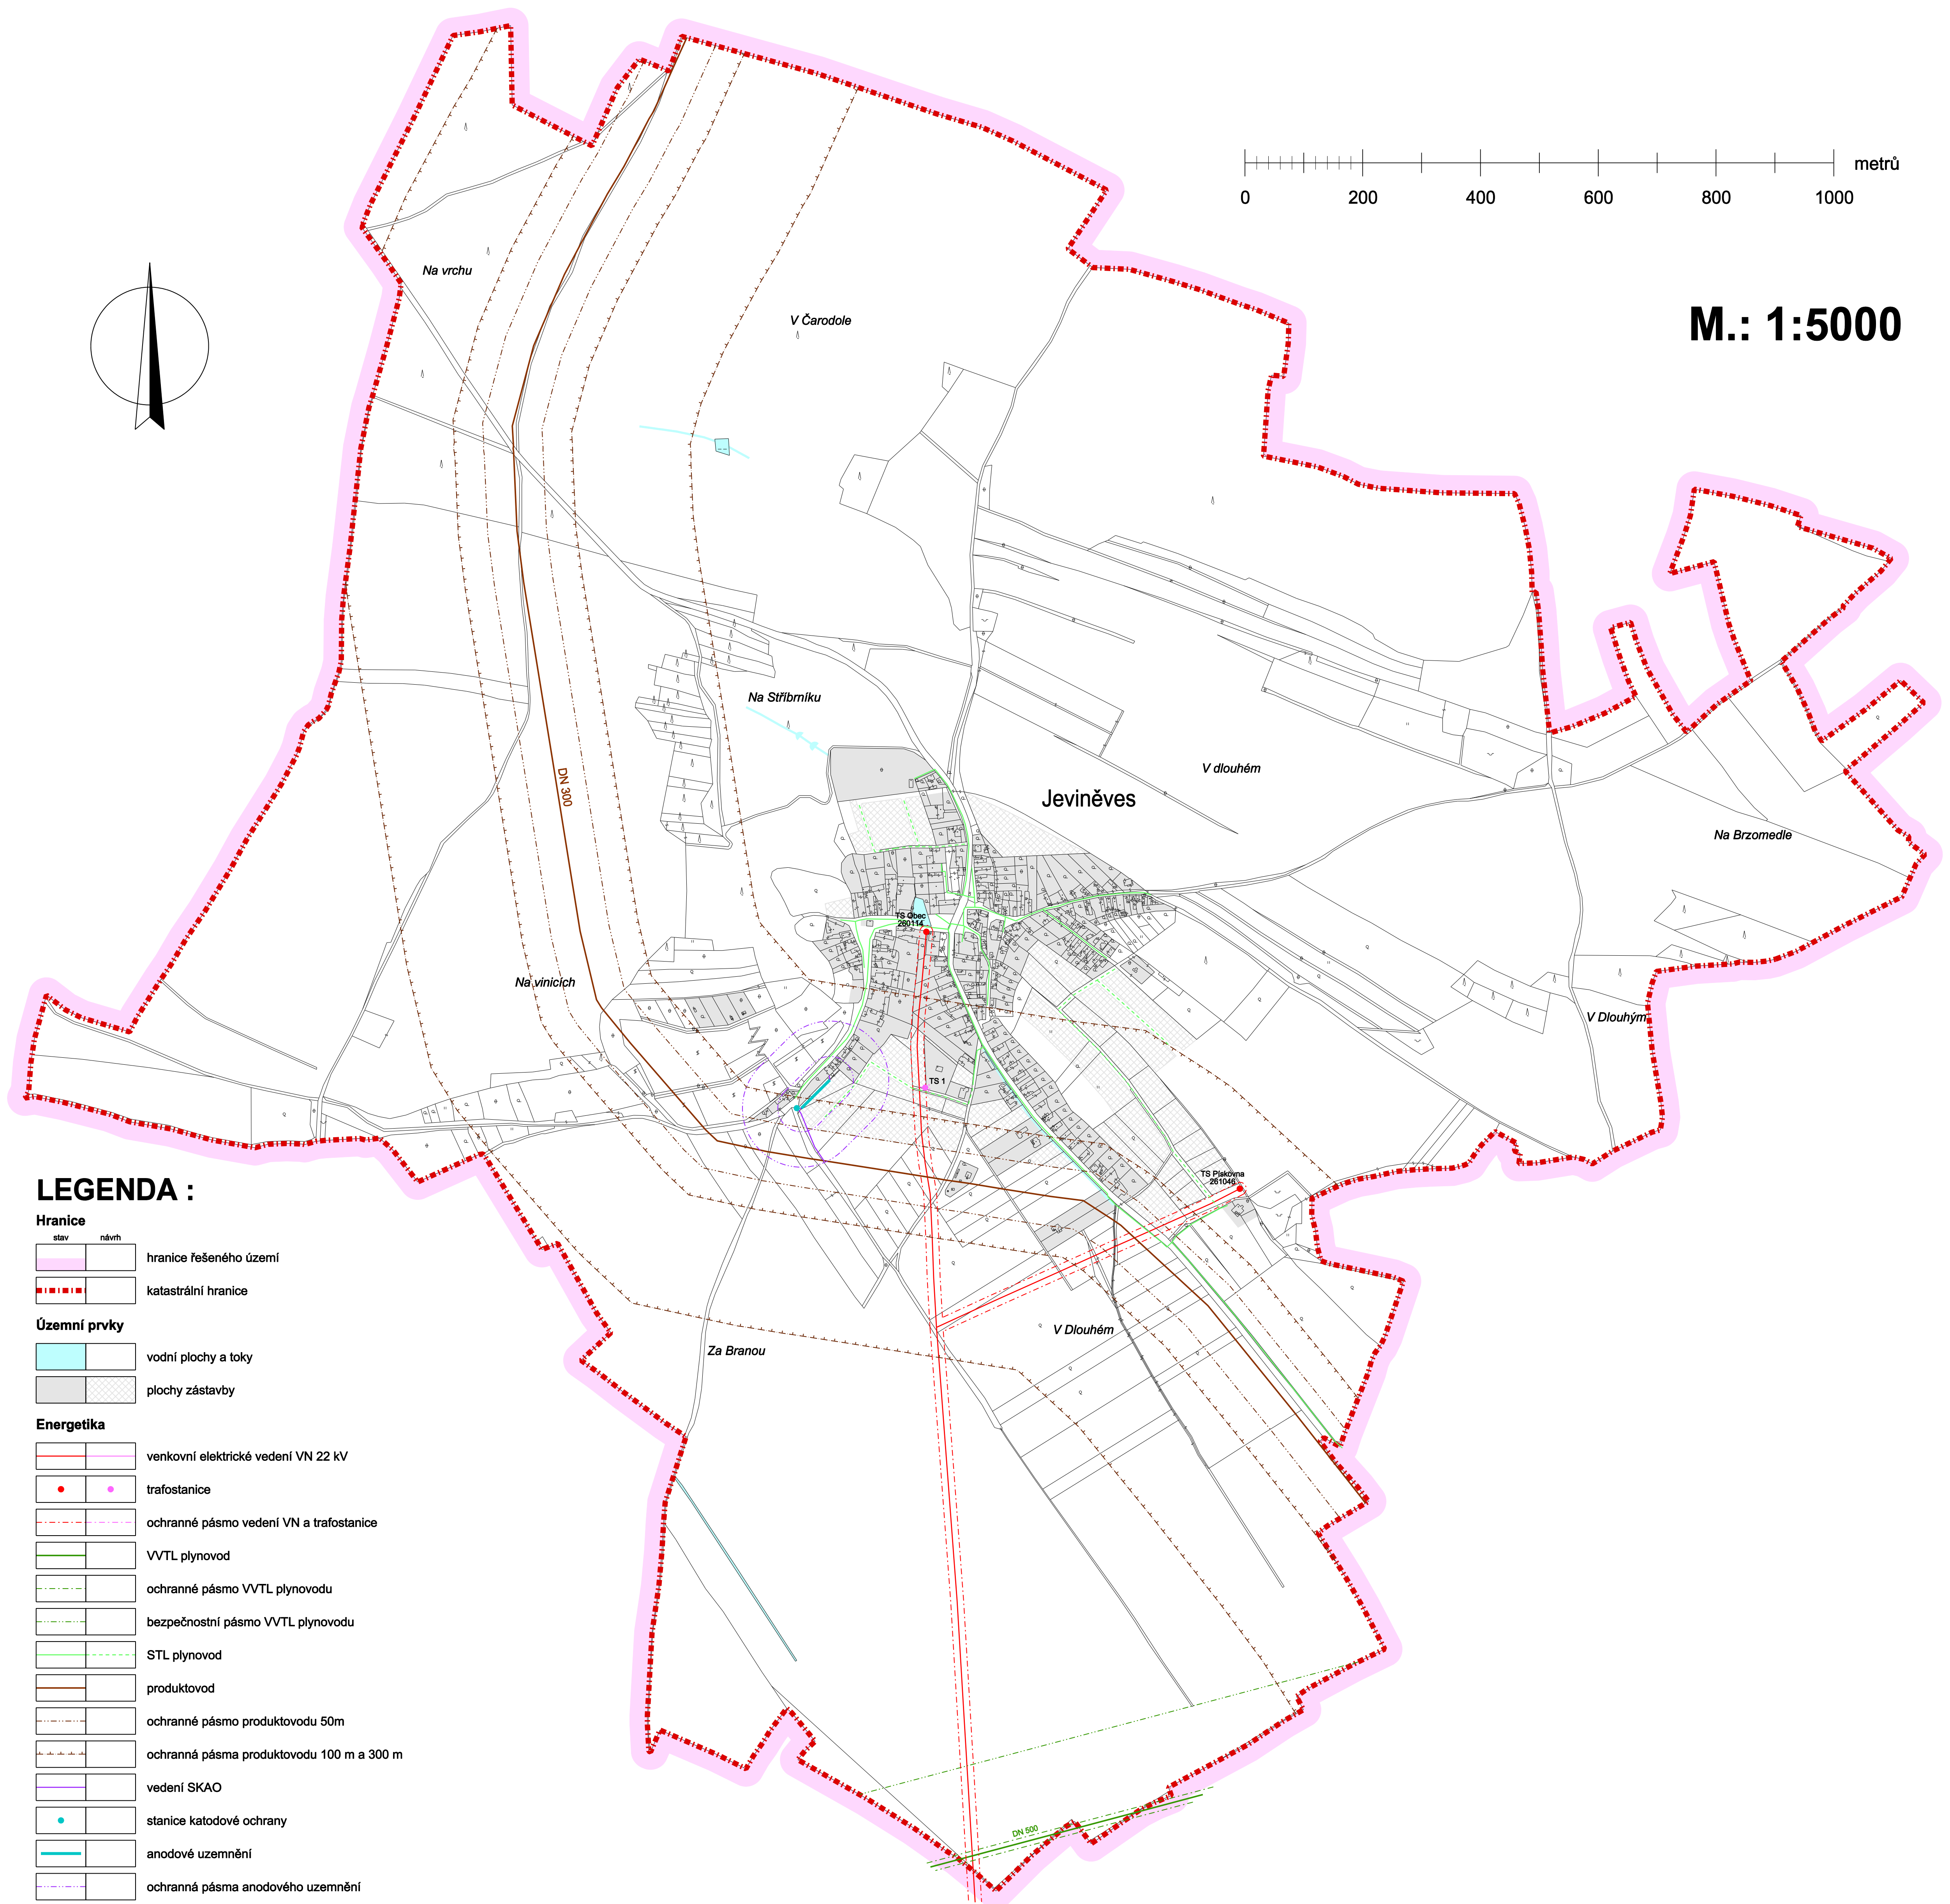 metrů
0 200 400 600 800 1000
M.: 1:5000
Na vrchu
V Čarodole
Na Stříbrníku
DN 300
V dlouhém
Jeviněves
Na Brzomedle
TS Obec
260114
Na vinicích
V Dlouhým
TS 1
TS Pískovna
261046
V Dlouhém
Za Branou
DN 500
LEGENDA :
Hranice
stav návrh
hranice řešeného území
katastrální hranice
Územní prvky
vodní plochy a toky
plochy zástavby
Energetika
venkovní elektrické vedení VN 22 kV
trafostanice
ochranné pásmo vedení VN a trafostanice
VVTL plynovod
ochranné pásmo VVTL plynovodu
bezpečnostní pásmo VVTL plynovodu
STL plynovod
produktovod
ochranné pásmo produktovodu 50m
ochranná pásma produktovodu 100 m a 300 m
vedení SKAO
stanice katodové ochrany
anodové uzemnění
ochranná pásma anodového uzemnění